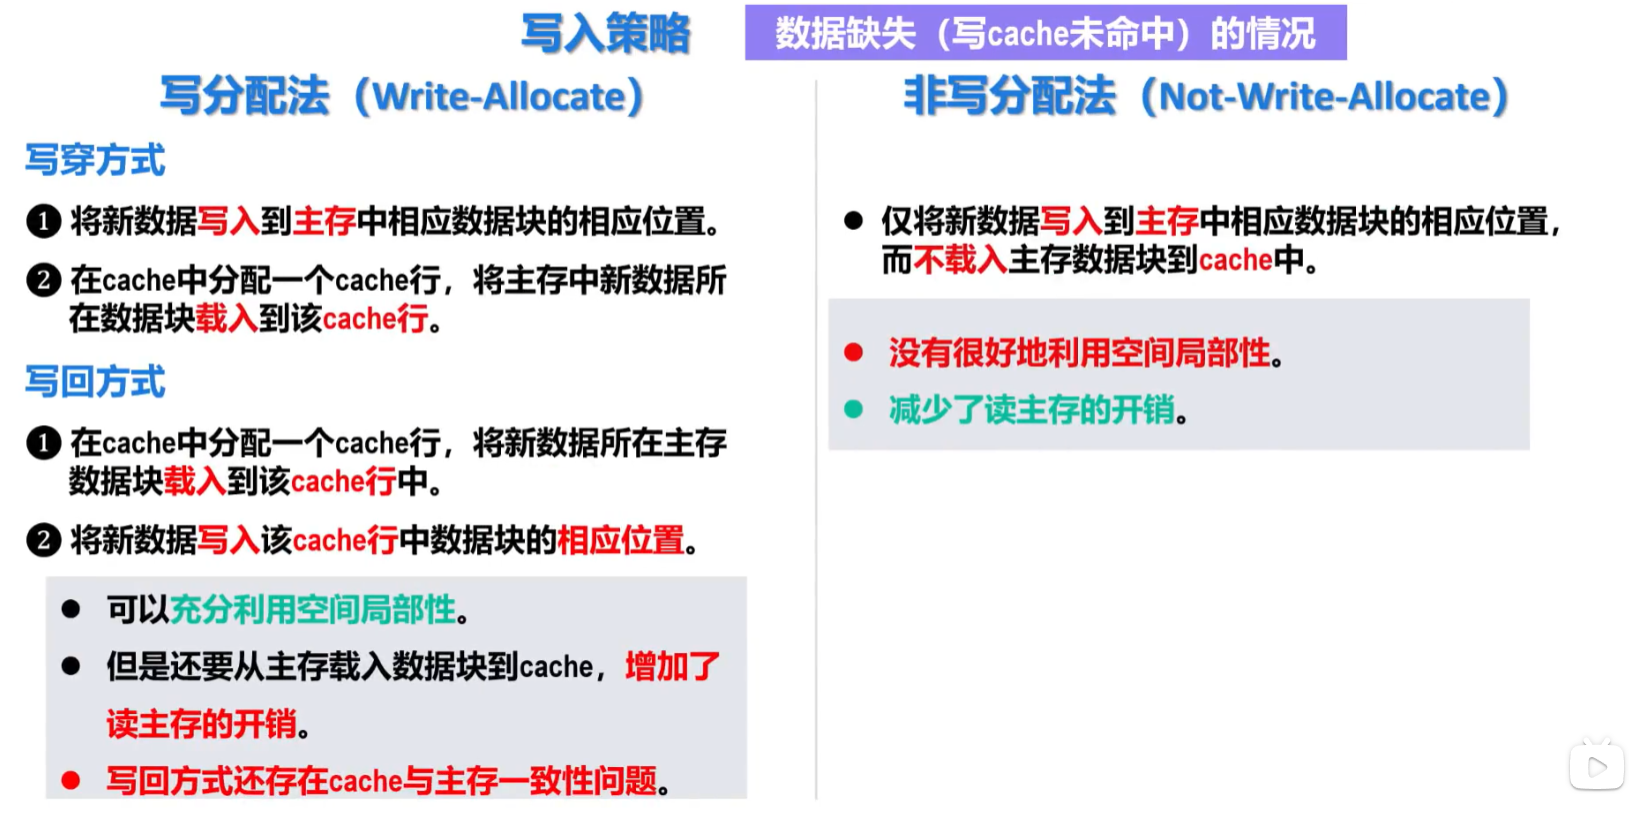 写入策略
数据缺失（写cache未命中）的情况
写分配法（Write-Allocate）
写穿方式
❶ 将新数据写入到主存中相应数据块的相应位置。
❷ 在cache中分配一个cache行，将主存中新数据所
在数据块载入到该cache行。
写回方式
❶ 在cache中分配一个cache行，将新数据所在主存
数据块载入到该cache行中。
❷ 将新数据写入该cache行中数据块的相应位置。
● 可以充分利用空间局部性。
● 但是还要从主存载入数据块到cache，增加了
读主存的开销。
● 写回方式还存在cache与主存一致性问题。
非写分配法（Not-Write-Allocate）
● 仅将新数据写入到主存中相应数据块的相应位置，
而不载入主存数据块到cache中。
● 没有很好地利用空间局部性。
● 减少了读主存的开销。